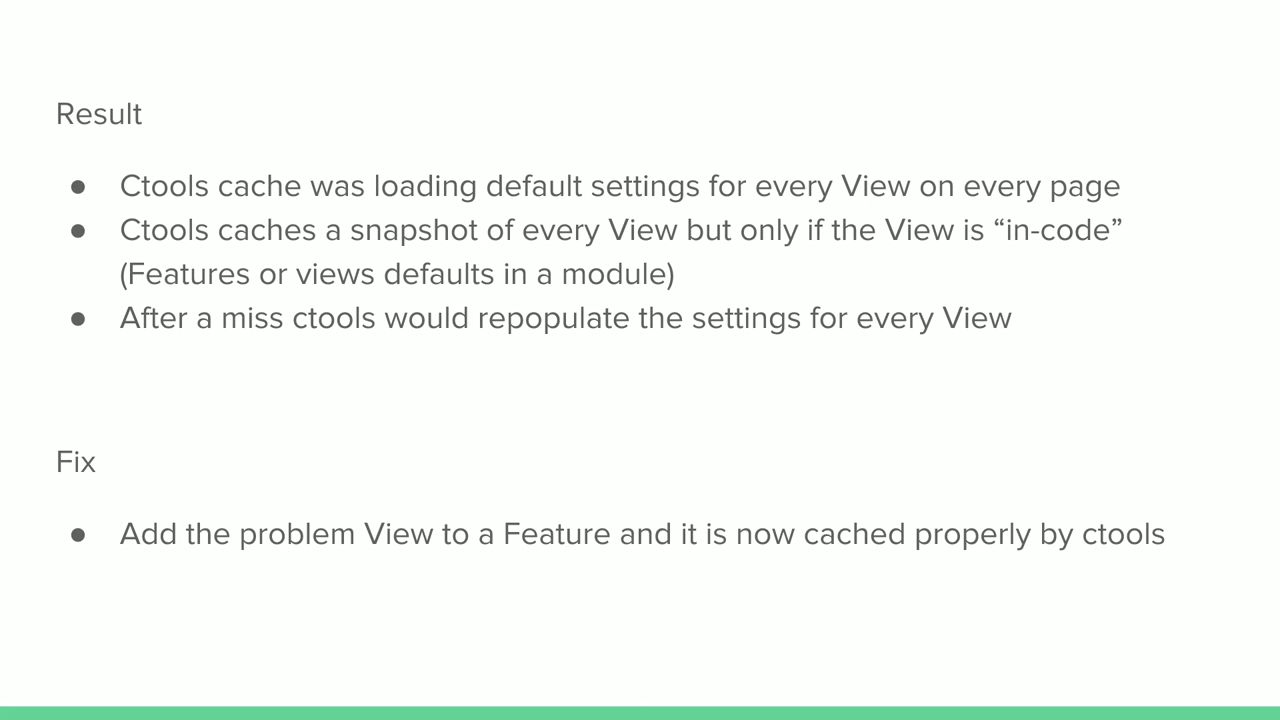 Result
● Ctools cache was loading default settings for every View on every page
● Ctools caches a snapshot of every View but only if the View is “in-code”
(Features or views defaults in a module)
● After a miss ctools would repopulate the settings for every View
Fix
● Add the problem View to a Feature and it is now cached properly by ctools